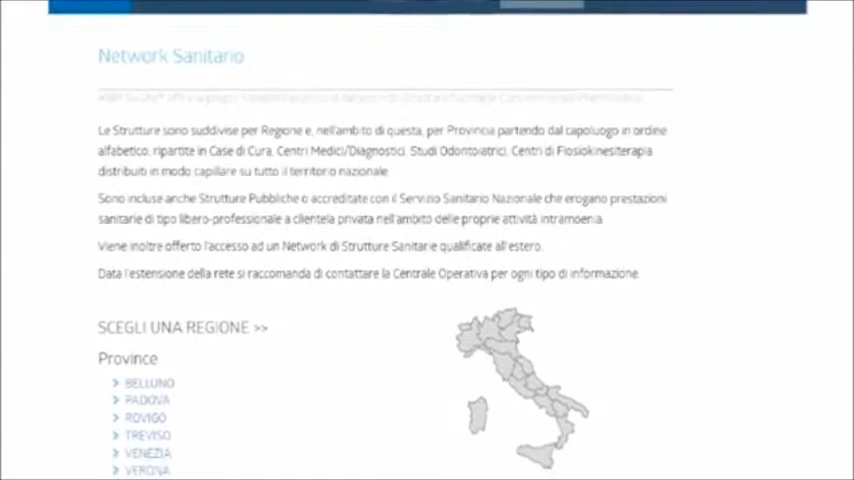 Network Sanitario
Le Strutture sono suddivise per Regione e, nell'ambito di questa, per Provincia partendo dal capoluogo in ordine
alfabetico, ripartite in Case di Cura, Centri Medici/Diagnostici, Studi Odontoiatrici, Centri di Fiosiokinesiterapia
distribuiti in modo capillare su tutto il territorio nazionale.
Sono incluse anche Strutture Pubbliche o accreditate con il Servizio Sanitario Nazionale che erogano prestazioni
sanitarie di tipo libero-professionale a clientela privata nell'ambito delle proprie attività intramoenia.
Viene inoltre offerto l'accesso ad un Network di Strutture Sanitarie qualificate all'estero.
Data l'estensione della rete si raccomanda di contattare la Centrale Operativa per ogni tipo di informazione.
SCEGLI UNA REGIONE >>
Province
BELLUNO
PADOVA
ROVIGO
TREVISO
VENEZIA
VERONA